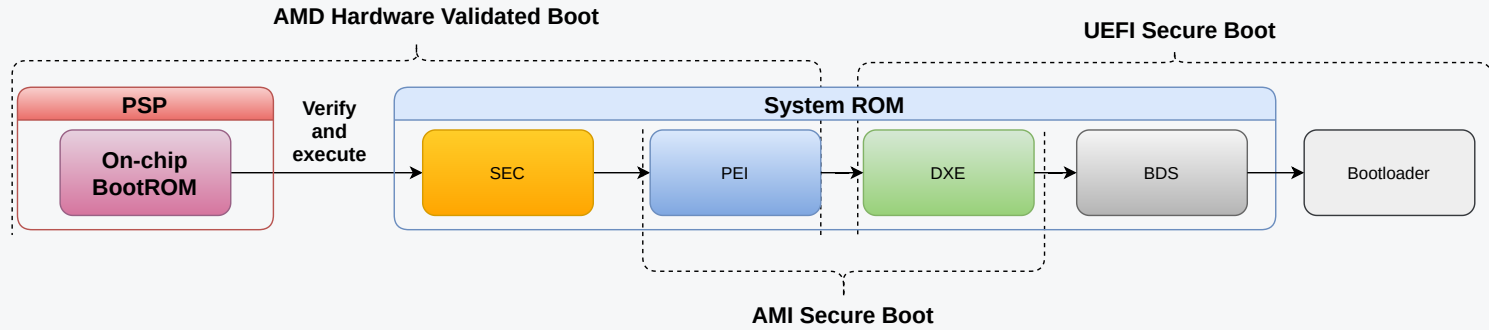 AMD Hardware Validated Boot
UEFI Secure Boot
PSP
Verify
and
execute
System ROM
On-chip
BootROM
SEC
PEI
DXE
BDS
Bootloader
AMI Secure Boot